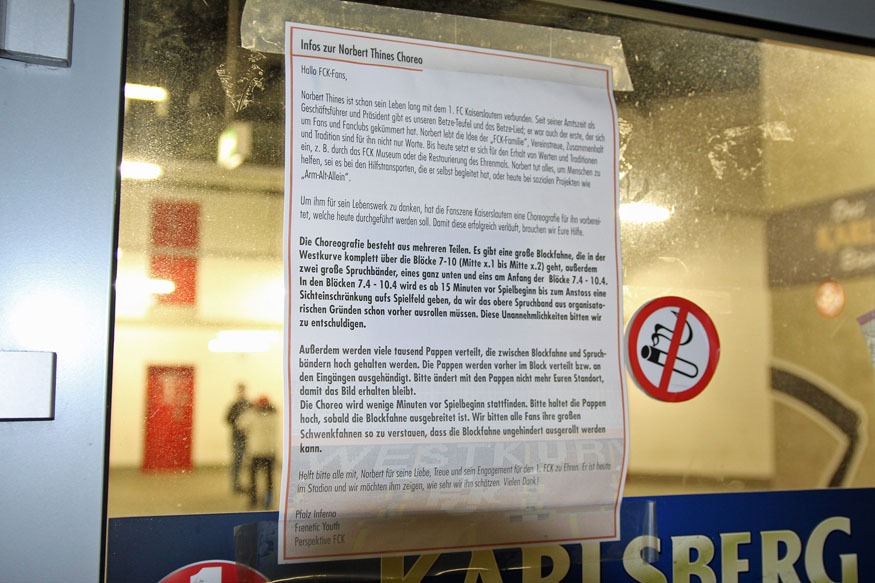 Infos zur Norbert Thines Choreo
Hallo FCK-Fans,
Norbert Thines ist schon sein Leben lang mit dem 1. FC Kaiserslautern verbunden. Seit seiner Amtszeit als
Geschäftsführer und Präsident gibt es unseren Betze-Teufel und das Betze-Lied; er war auch der erste, der sich
um Fans und Fanclubs gekümmert hat. Norbert lebt die Idee der „FCK-Familie", Vereinstreue, Zusammenhalt
und Tradition sind für ihn nicht nur Worte. Bis heute setzt er sich für den Erhalt von Werten und Traditionen
ein, z. B. durch das FCK Museum oder die Restaurierung des Ehrenmals. Norbert tut alles, um Menschen zu
helfen, sei es bei den Hilfstransporten, die er selbst begleitet hat, oder heute bei sozialen Projekten wie
„Arm-Alt-Allein".
Um ihm für sein Lebenswerk zu danken, hat die Fanszene Kaiserslautern eine Choreografie für ihn vorberei-
tet, welche heute durchgeführt werden soll. Damit diese erfolgreich verläuft, brauchen wir Eure Hilfe.
Die Choreografie besteht aus mehreren Teilen. Es gibt eine große Blockfahne, die in der
Westkurve komplett über die Blöcke 7-10 (Mitte x.1 bis Mitte x.2) geht, außerdem
zwei große Spruchbänder, eines ganz unten und eins am Anfang der Blöcke 7.4 - 10.4.
In den Blöcken 7.4 - 10.4 wird es ab 15 Minuten vor Spielbeginn bis zum Anstoss eine
Sichteinschränkung aufs Spielfeld geben, da wir das obere Spruchband aus organisato-
rischen Gründen schon vorher ausrollen müssen. Diese Unannehmlichkeiten bitten wir
zu entschuldigen.
Außerdem werden viele tausend Pappen verteilt, die zwischen Blockfahne und Spruch-
bändern hoch gehalten werden. Die Pappen werden vorher im Block verteilt bzw. an
den Eingängen ausgehändigt. Bitte ändert mit den Pappen nicht mehr Euren Standort,
damit das Bild erhalten bleibt.
Die Choreo wird wenige Minuten vor Spielbeginn stattfinden. Bitte haltet die Pappen
hoch, sobald die Blockfahne ausgebreitet ist. Wir bitten alle Fans ihre großen
Schwenkfahnen so zu verstauen, dass die Blockfahne ungehindert ausgerollt werden
kann.
WESTKURVE
Helft bitte alle mit, Norbert für seine Liebe, Treue und sein Engagement für den 1. FCK zu Ehren. Er ist heute
im Stadion und wir möchten ihm zeigen, wie sehr wir ihn schätzen. Vielen Dank!
Pfalz Inferno
Frenetic Youth
Perspektive FCK
KARLSBERG
1